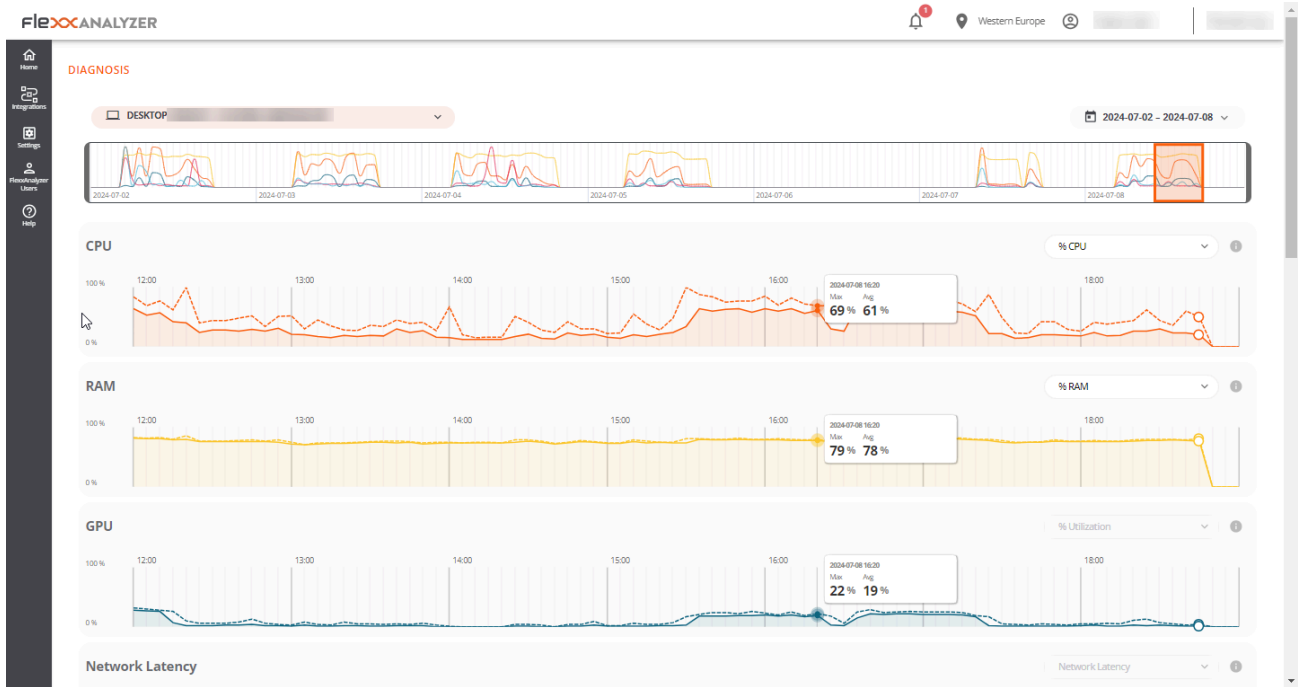 FlexxANALYZER
1
Western Europe
Home
Integrations
Settings
FlexxAnalyzer
Users
Help
DIAGNOSIS
DESKTOP
2024-07-02 – 2024-07-08
2024-07-02
2024-07-03
2024-07-04
2024-07-05
2024-07-06
2024-07-07
2024-07-08
CPU
% CPU
100 %
12:00
13:00
14:00
15:00
16:00
18:00
2024-07-08 16:20
Max Avg
69 % 61 %
0 %
RAM
% RAM
100 %
12:00
13:00
14:00
15:00
16:00
18:00
2024-07-08 16:20
Max Avg
79 % 78 %
0 %
GPU
% Utilization
100 %
12:00
13:00
14:00
15:00
16:00
18:00
2024-07-08 16:20
Max Avg
22 % 19 %
0 %
Network Latency
Network Latency